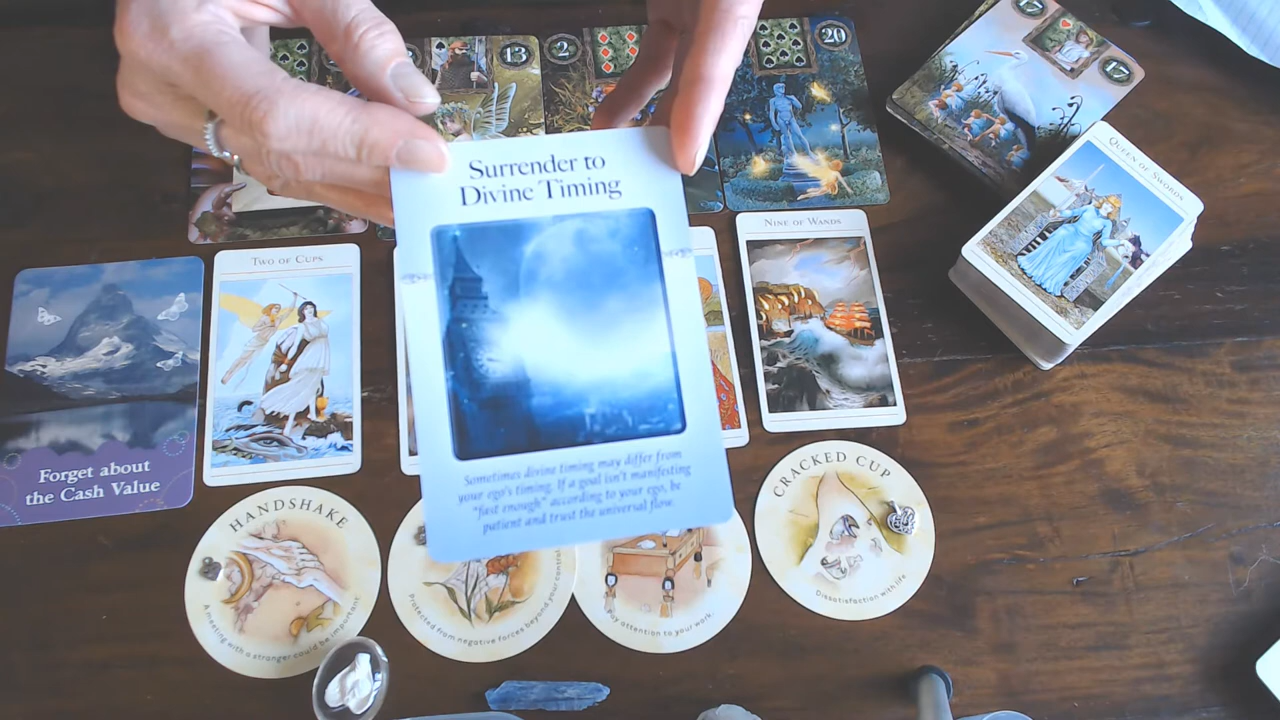 13
2
20
17
17
Surrender to
Divine Timing
Sometimes divine timing may differ from
your ego's timing. If a goal isn't manifesting
"fast enough" according to your ego, be
patient and trust the universal flow.
QUEEN OF SWORDS
TWO OF CUPS
NINE OF WANDS
Forget about
the Cash Value
HANDSHAKE
A meeting with a stranger could be important.
Protected from negative forces beyond your control
Pay attention to your work.
CRACKED CUP
Dissatisfaction with life